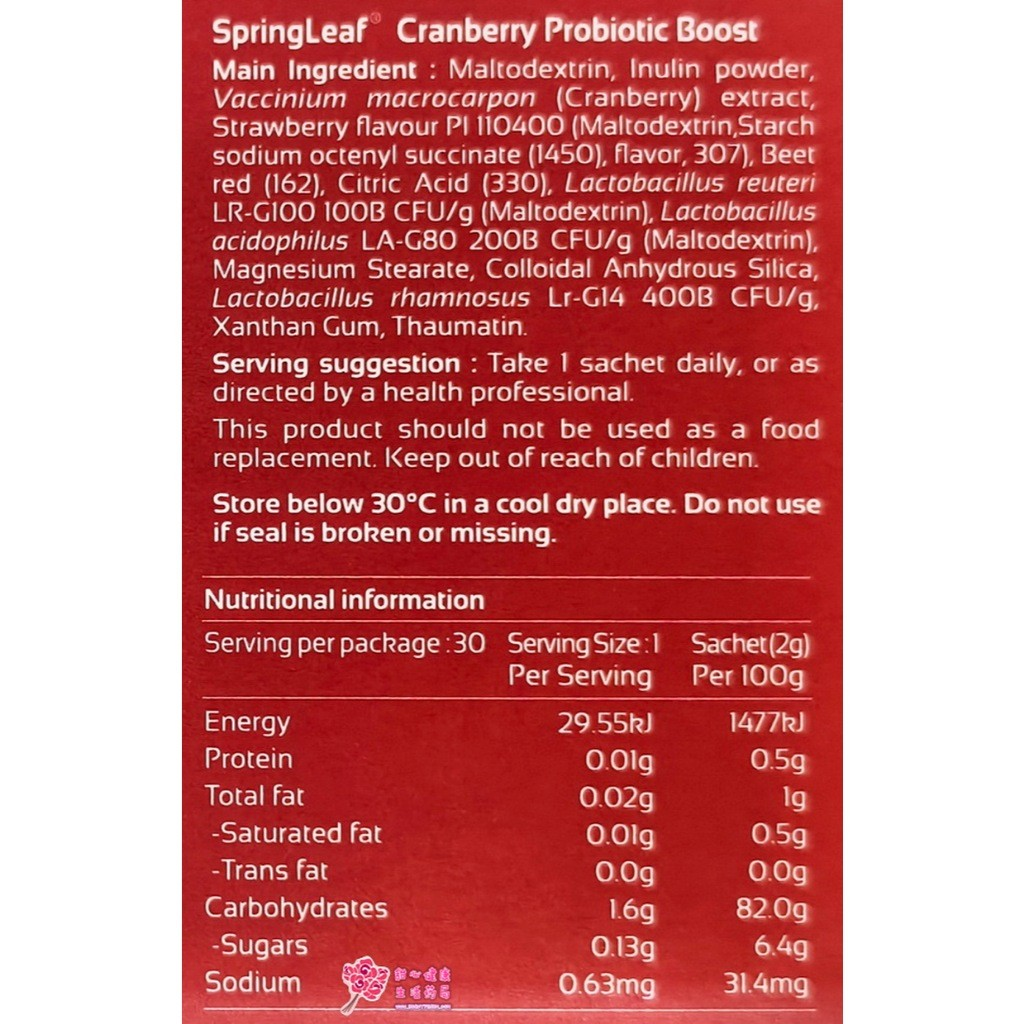 SpringLeaf® Cranberry Probiotic Boost
Main Ingredient : Maltodextrin, Inulin powder,
Vaccinium macrocarpon (Cranberry) extract,
Strawberry flavour PI 110400 (Maltodextrin,Starch
sodium octenyl succinate (1450), flavor, 307), Beet
red (162), Citric Acid (330), Lactobacillus reuteri
LR-G100 100B CFU/g (Maltodextrin), Lactobacillus
acidophilus LA-G80 200B CFU/g (Maltodextrin),
Magnesium Stearate, Colloidal Anhydrous Silica,
Lactobacillus rhamnosus Lr-G14 400B CFU/g,
Xanthan Gum, Thaumatin.
Serving suggestion : Take 1 sachet daily, or as
directed by a health professional.
This product should not be used as a food
replacement. Keep out of reach of children.
Store below 30°C in a cool dry place. Do not use
if seal is broken or missing.
Nutritional information
Serving per package :30 Serving Size :1 Sachet(2g)
Per Serving Per 100g
Energy 29.55kJ 1477kJ
Protein 0.01g 0.5g
Total fat 0.02g 1g
-Saturated fat 0.01g 0.5g
-Trans fat 0.0g 0.0g
Carbohydrates 1.6g 82.0g
-Sugars 0.13g 6.4g
Sodium 0.63mg 31.4mg